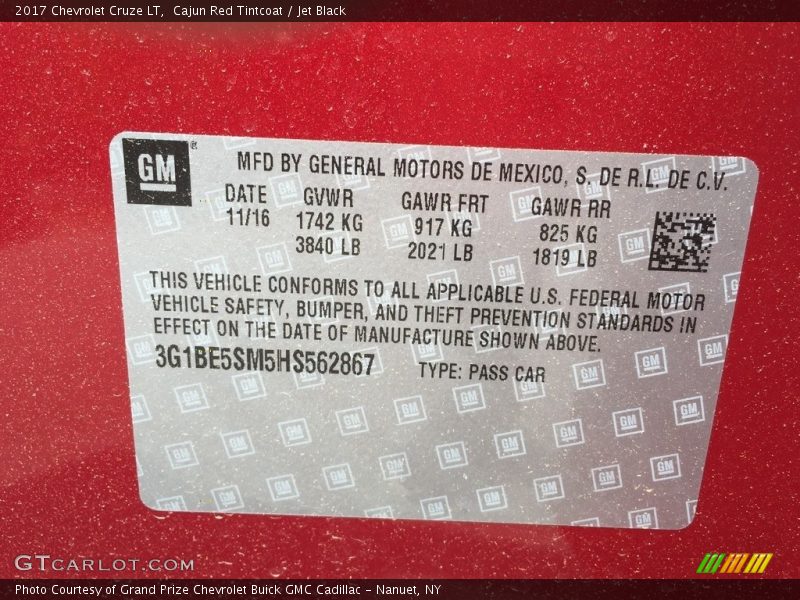 2017 Chevrolet Cruze LT, Cajun Red Tintcoat / Jet Black
GM ®
MFD BY GENERAL MOTORS DE MEXICO, S. DE R.L. DE C.V.
DATE GVWR GAWR FRT GAWR RR
11/16 1742 KG 917 KG 825 KG
3840 LB 2021 LB 1819 LB
THIS VEHICLE CONFORMS TO ALL APPLICABLE U.S. FEDERAL MOTOR
VEHICLE SAFETY, BUMPER, AND THEFT PREVENTION STANDARDS IN
EFFECT ON THE DATE OF MANUFACTURE SHOWN ABOVE.
3G1BE5SM5HS562867 TYPE: PASS CAR
GTCARLOT.COM
Photo Courtesy of Grand Prize Chevrolet Buick GMC Cadillac - Nanuet, NY